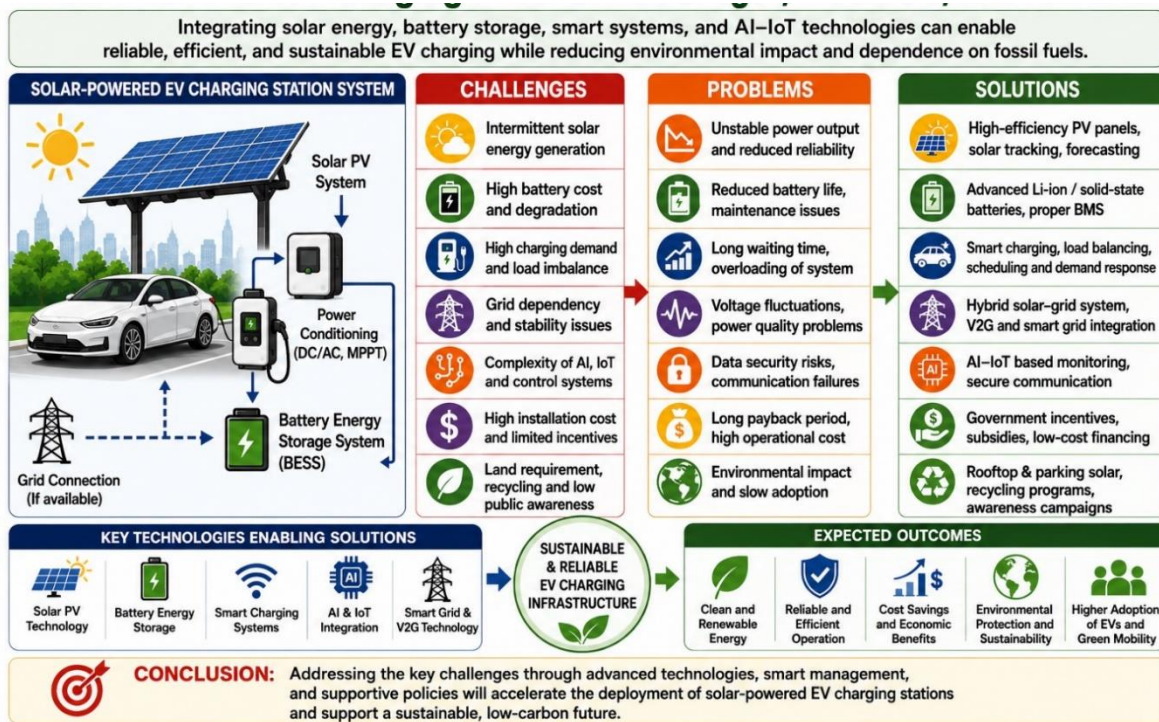 Integrating solar energy, battery storage, smart systems, and AI–IoT technologies can enable
reliable, efficient, and sustainable EV charging while reducing environmental impact and dependence on fossil fuels.
SOLAR-POWERED EV CHARGING STATION SYSTEM
Solar PV
System
Power
Conditioning
(DC/AC, MPPT)
Battery Energy
Storage System
(BESS)
Grid Connection
(If available)
CHALLENGES
Intermittent solar
energy generation
High battery cost
and degradation
High charging demand
and load imbalance
Grid dependency
and stability issues
Complexity of AI, IoT
and control systems
High installation cost
and limited incentives
Land requirement,
recycling and low
public awareness
PROBLEMS
Unstable power output
and reduced reliability
Reduced battery life,
maintenance issues
Long waiting time,
overloading of system
Voltage fluctuations,
power quality problems
Data security risks,
communication failures
Long payback period,
high operational cost
Environmental impact
and slow adoption
SOLUTIONS
High-efficiency PV panels,
solar tracking, forecasting
Advanced Li-ion / solid-state
batteries, proper BMS
Smart charging, load balancing,
scheduling and demand response
Hybrid solar–grid system,
V2G and smart grid integration
AI
AI–IoT based monitoring,
secure communication
Government incentives,
subsidies, low-cost financing
Rooftop & parking solar,
recycling programs,
awareness campaigns
KEY TECHNOLOGIES ENABLING SOLUTIONS
Solar PV
Technology
Battery Energy
Storage
Smart Charging
Systems
AI
AI & IoT
Integration
Smart Grid &
V2G Technology
SUSTAINABLE
& RELIABLE
EV CHARGING
INFRASTRUCTURE
EXPECTED OUTCOMES
Clean and
Renewable
Energy
Reliable and
Efficient
Operation
Cost Savings
and Economic
Benefits
Environmental
Protection and
Sustainability
Higher Adoption
of EVs and
Green Mobility
CONCLUSION: Addressing the key challenges through advanced technologies, smart management,
and supportive policies will accelerate the deployment of solar-powered EV charging stations
and support a sustainable, low-carbon future.